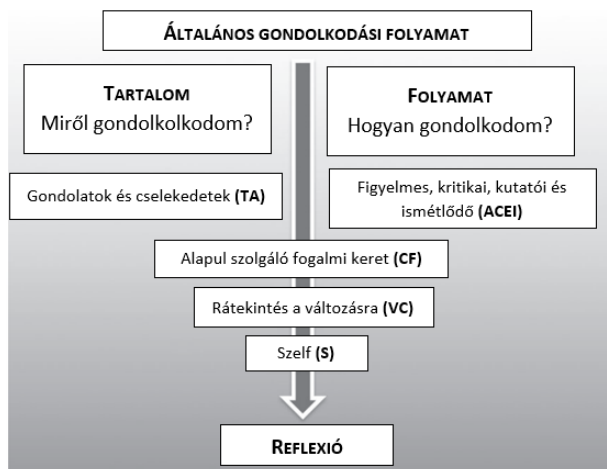 ÁLTALÁNOS GONDOLKODÁSI FOLYAMAT
TARTALOM
Miről gondolkolkodom?
FOLYAMAT
Hogyan gondolkodom?
Gondolatok és cselekedetek (TA)
Figyelmes, kritikai, kutatói és
ismétlődő (ACEI)
Alapul szolgáló fogalmi keret (CF)
Rátekintés a változásra (VC)
Szelf (S)
REFLEXIÓ